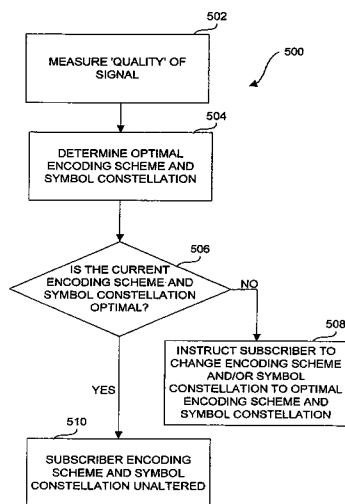 502
MEASURE 'QUALITY' OF
SIGNAL
500
504
DETERMINE OPTIMAL
ENCODING SCHEME AND
SYMBOL CONSTELLATION
506
IS THE CURRENT
ENCODING SCHEME AND
SYMBOL CONSTELLATION
OPTIMAL?
NO
508
INSTRUCT SUBSCRIBER TO
CHANGE ENCODING SCHEME
AND/OR SYMBOL
CONSTELLATION TO OPTIMAL
ENCODING SCHEME AND
SYMBOL CONSTELLATION
YES
510
SUBSCRIBER ENCODING
SCHEME AND SYMBOL
CONSTELLATION UNALTERED